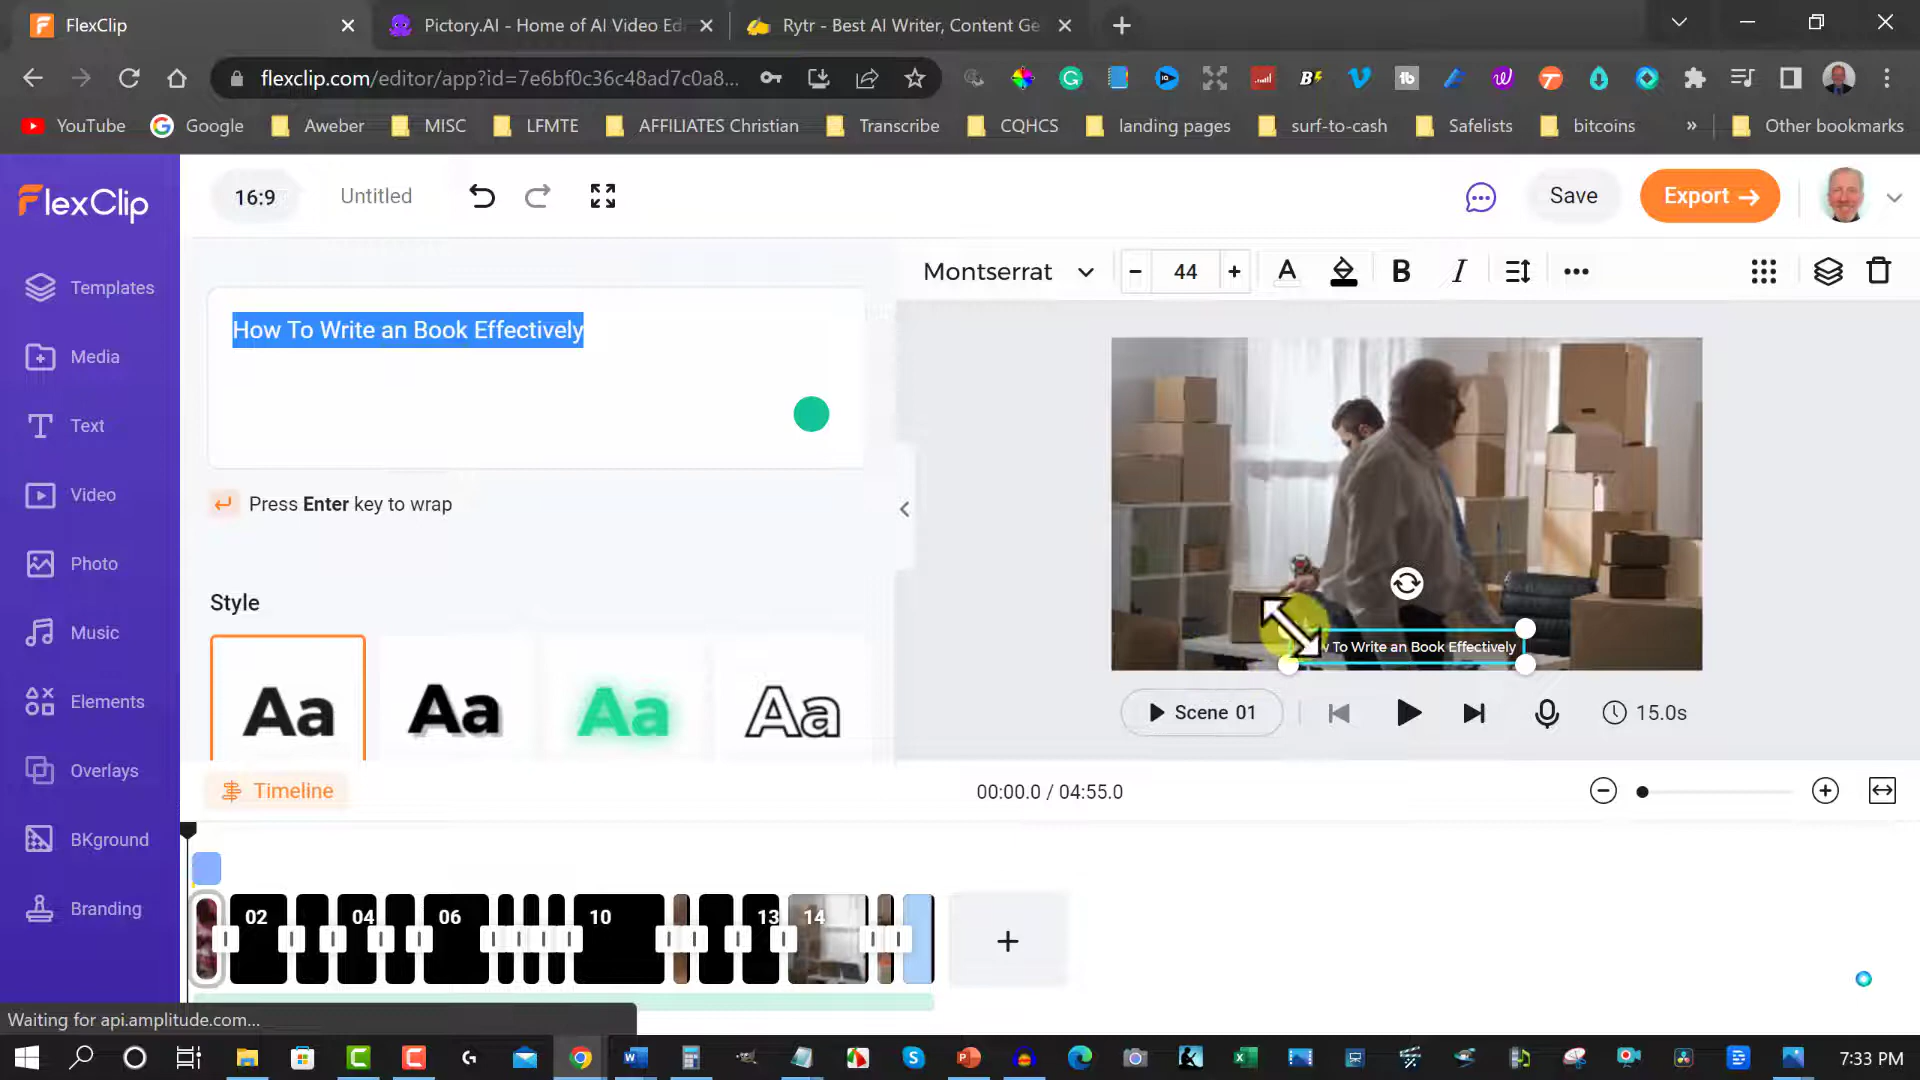 FlexClip
Pictory.AI - Home of AI Video Ed
Rytr - Best AI Writer, Content Ge
flexclip.com/editor/app?id=7e6bf0c36c48ad7c0a8...
YouTube
Google
Aweber
MISC
LFMTE
AFFILIATES Christian
Transcribe
CQHCS
landing pages
surf-to-cash
Safelists
bitcoins
»
Other bookmarks
FlexClip
16:9
Untitled
Save
Export
Templates
Media
Text
Video
Photo
Music
Elements
Overlays
BKground
Branding
Montserrat
44
How To Write an Book Effectively
Press Enter key to wrap
Style
Aa
Aa
Aa
Aa
To Write an Book Effectively
Scene 01
15.0s
Timeline
00:00.0 / 04:55.0
02
04
06
10
13
14
Waiting for api.amplitude.com...
7:33 PM